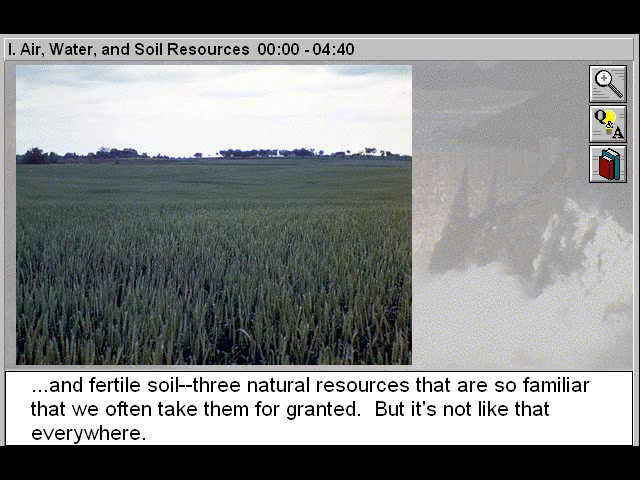 I. Air, Water, and Soil Resources 00:00 - 04:40
Q & A
...and fertile soil--three natural resources that are so familiar
that we often take them for granted.  But it's not like that
everywhere.